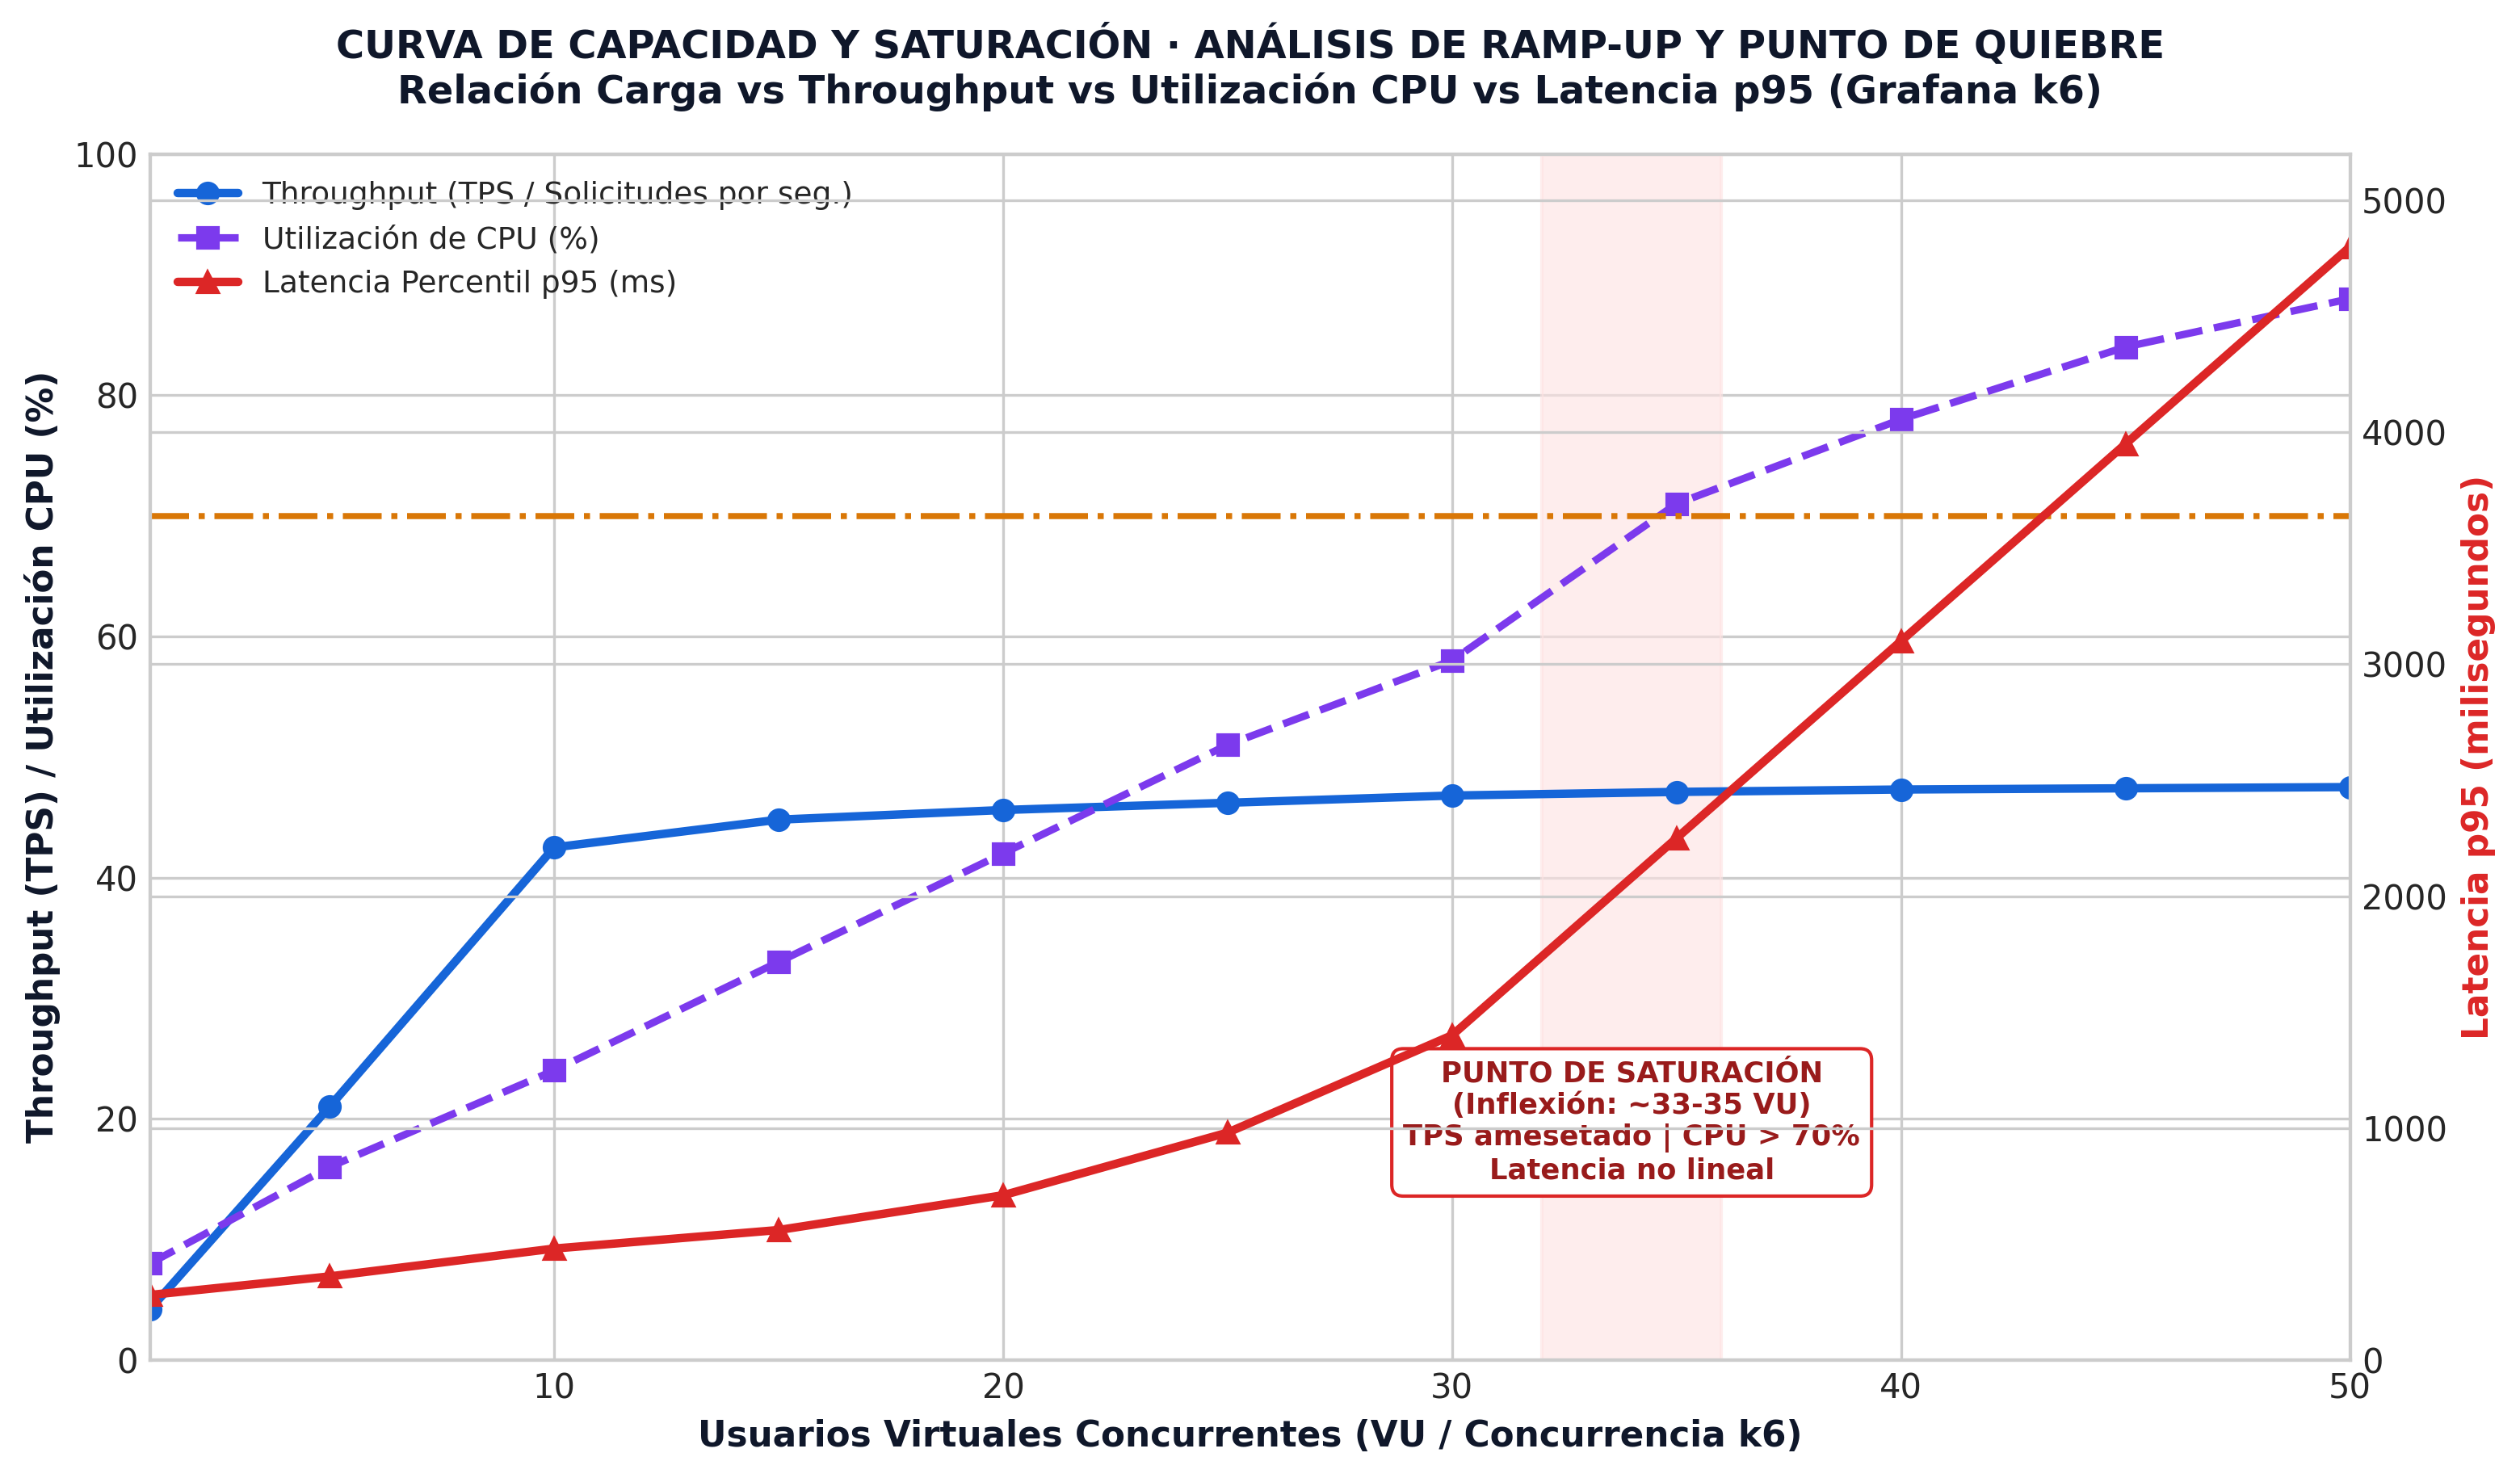 CURVA DE CAPACIDAD Y SATURACIÓN · ANÁLISIS DE RAMP-UP Y PUNTO DE QUIEBRE
Relación Carga vs Throughput vs Utilización CPU vs Latencia p95 (Grafana k6)
Throughput (TPS / Solicitudes por seg.)
Utilización de CPU (%)
Latencia Percentil p95 (ms)
Throughput (TPS) / Utilización CPU (%)
100
80
60
40
20
0
PUNTO DE SATURACIÓN
(Inflexión: ~33-35 VU)
TPS amesetado | CPU > 70%
Latencia no lineal
5000
4000
3000
2000
1000
0
Latencia p95 (milisegundos)
10 20 30 40 50
Usuarios Virtuales Concurrentes (VU / Concurrencia k6)